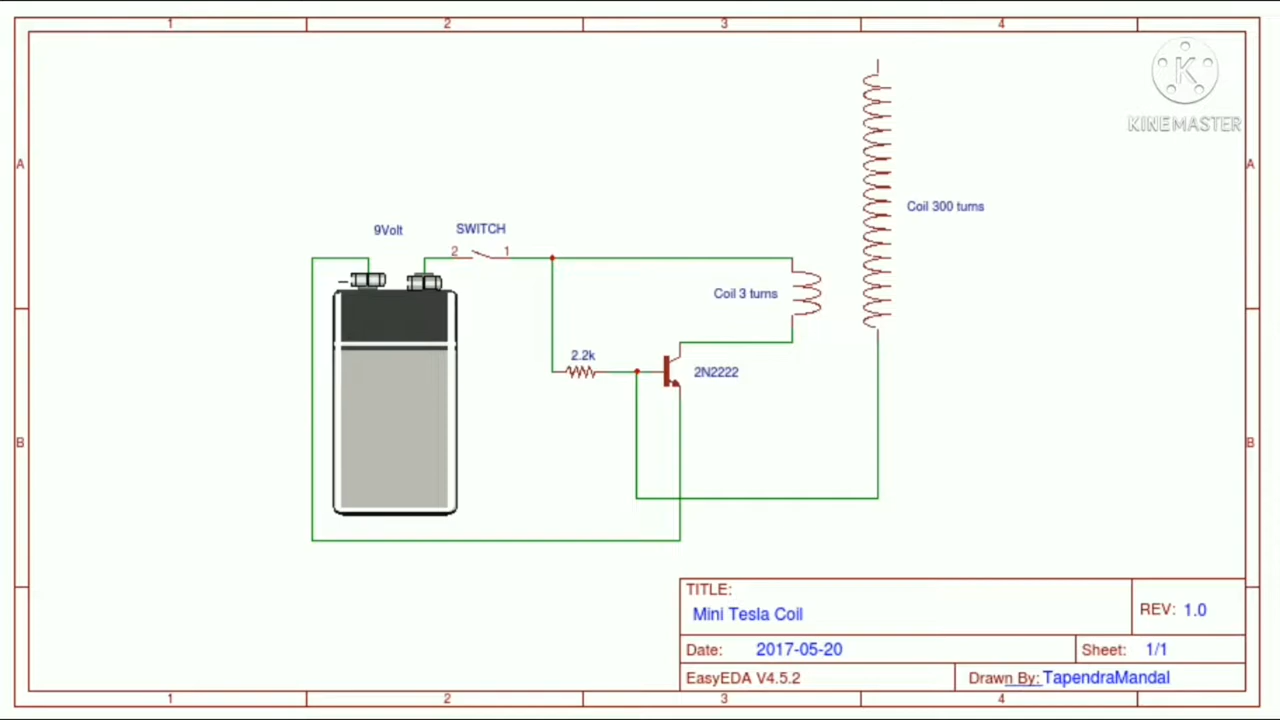 1 2 3 4
A A
K
KINEMASTER
Coil 300 turns
9Volt SWITCH
2 1
Coil 3 turns
2.2k
2N2222
B B
TITLE:
Mini Tesla Coil
REV: 1.0
Date: 2017-05-20 Sheet: 1/1
EasyEDA V4.5.2 Drawn By: TapendraMandal
1 2 3 4